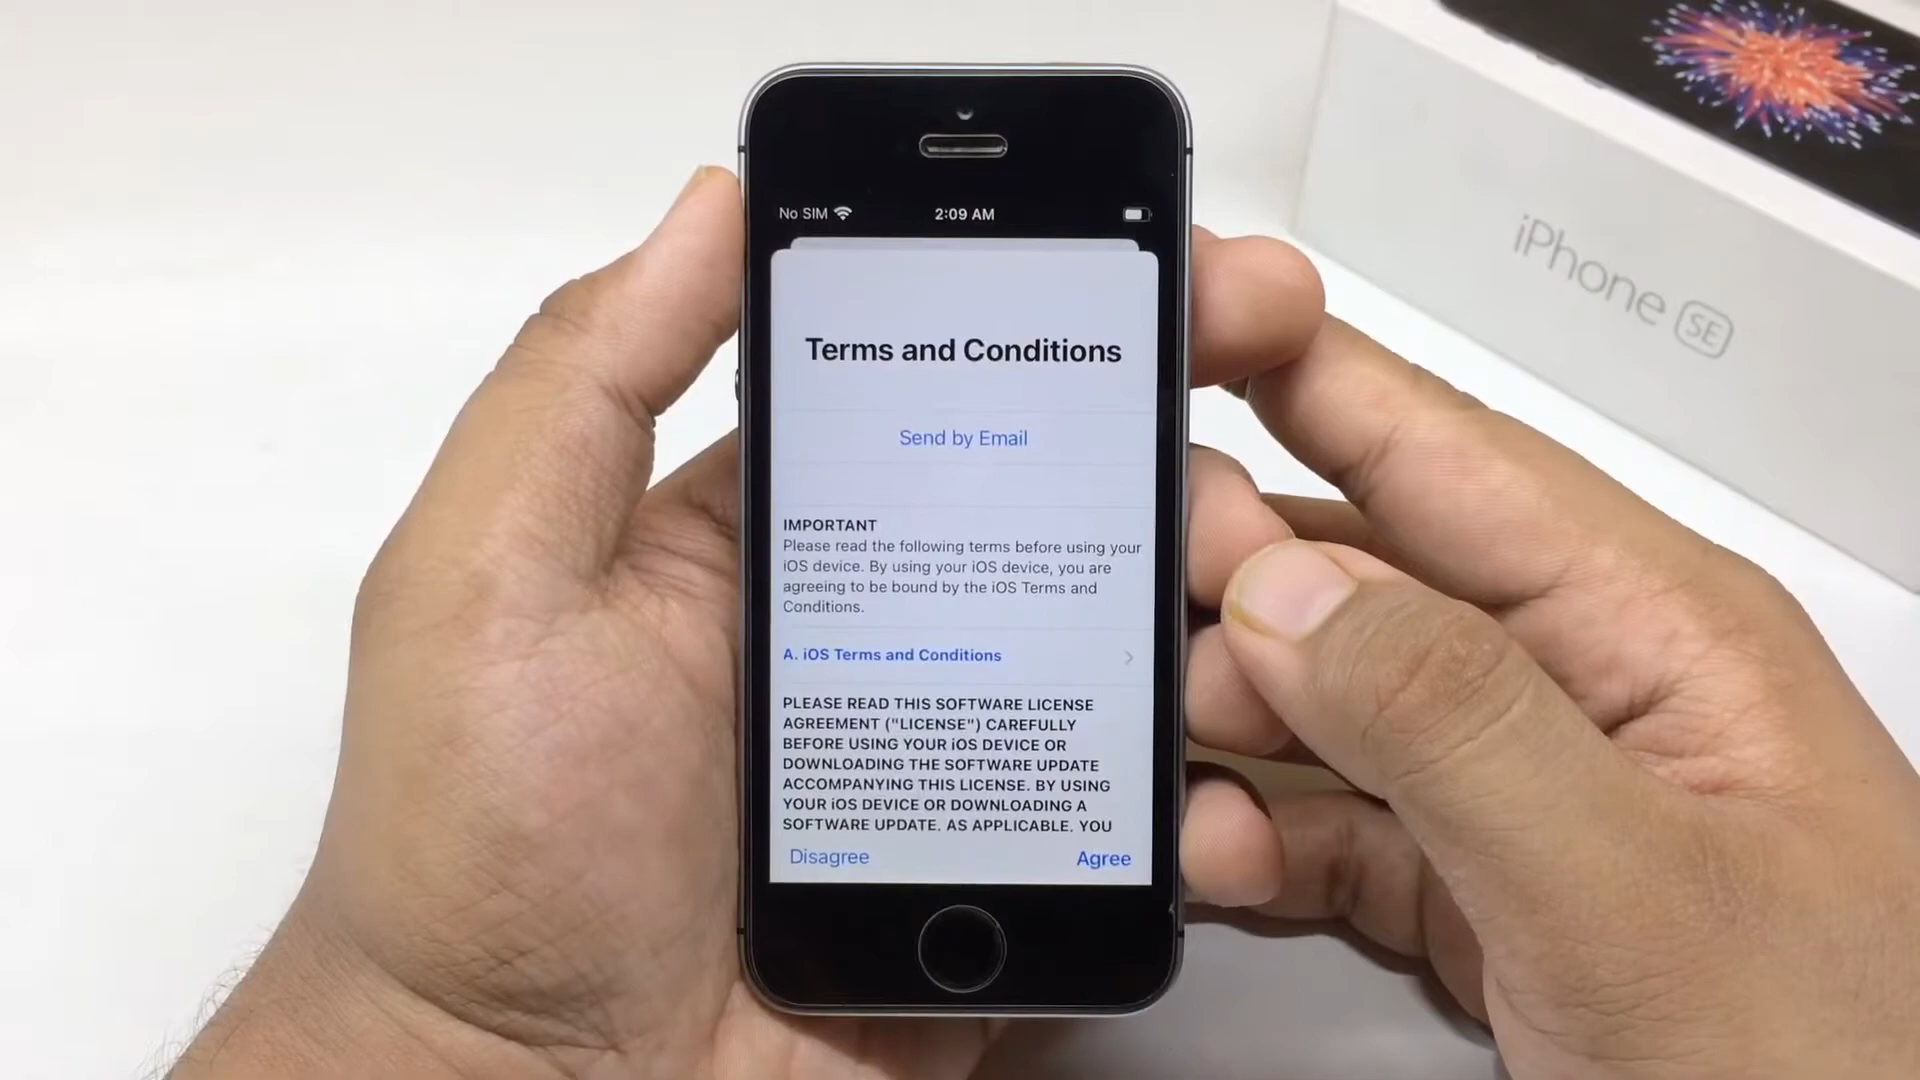 No SIM
2:09 AM
Terms and Conditions
Send by Email
IMPORTANT
Please read the following terms before using your
iOS device. By using your iOS device, you are
agreeing to be bound by the iOS Terms and
Conditions.
A. iOS Terms and Conditions
PLEASE READ THIS SOFTWARE LICENSE
AGREEMENT ("LICENSE") CAREFULLY
BEFORE USING YOUR iOS DEVICE OR
DOWNLOADING THE SOFTWARE UPDATE
ACCOMPANYING THIS LICENSE. BY USING
YOUR iOS DEVICE OR DOWNLOADING A
SOFTWARE UPDATE, AS APPLICABLE, YOU
Disagree
Agree
iPhone SE